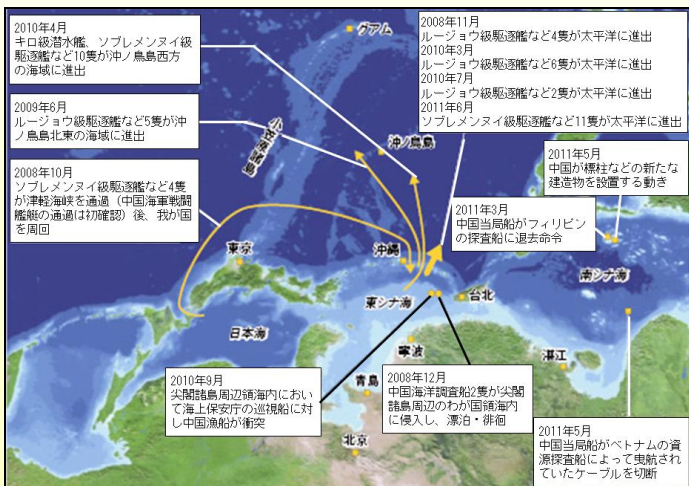 2010年4月
キロ級潜水艦、ソブレメンヌイ級
駆逐艦など10隻が沖ノ鳥島西方
の海域に進出
2009年6月
ルージョウ級駆逐艦など5隻が沖
ノ鳥島北東の海域に進出
2008年10月
ソブレメンヌイ級駆逐艦など4隻
が津軽海峡を通過（中国海軍戦闘
艦艇の通過は初確認）後、我が国
を周回
グアム
小笠原諸島
沖ノ鳥島
2008年11月
ルージョウ級駆逐艦など4隻が太平洋に進出
2010年3月
ルージョウ級駆逐艦など6隻が太平洋に進出
2010年7月
ルージョウ級駆逐艦など2隻が太平洋に進出
2011年6月
ソブレメンヌイ級駆逐艦など11隻が太平洋に進出
2011年5月
中国が標柱などの新たな
建造物を設置する動き
2011年3月
中国当局船がフィリピン
の探査船に退去命令
東京
沖縄
南シナ海
東シナ海
台北
日本海
寧波
湛江
青島
北京
2010年9月
尖閣諸島周辺領海内におい
て海上保安庁の巡視船に対
し中国漁船が衝突
2008年12月
中国海洋調査船2隻が尖閣
諸島周辺のわが国領海内
に侵入し、漂泊・徘徊
2011年5月
中国当局船がベトナムの資
源探査船によって曳航され
ていたケーブルを切断